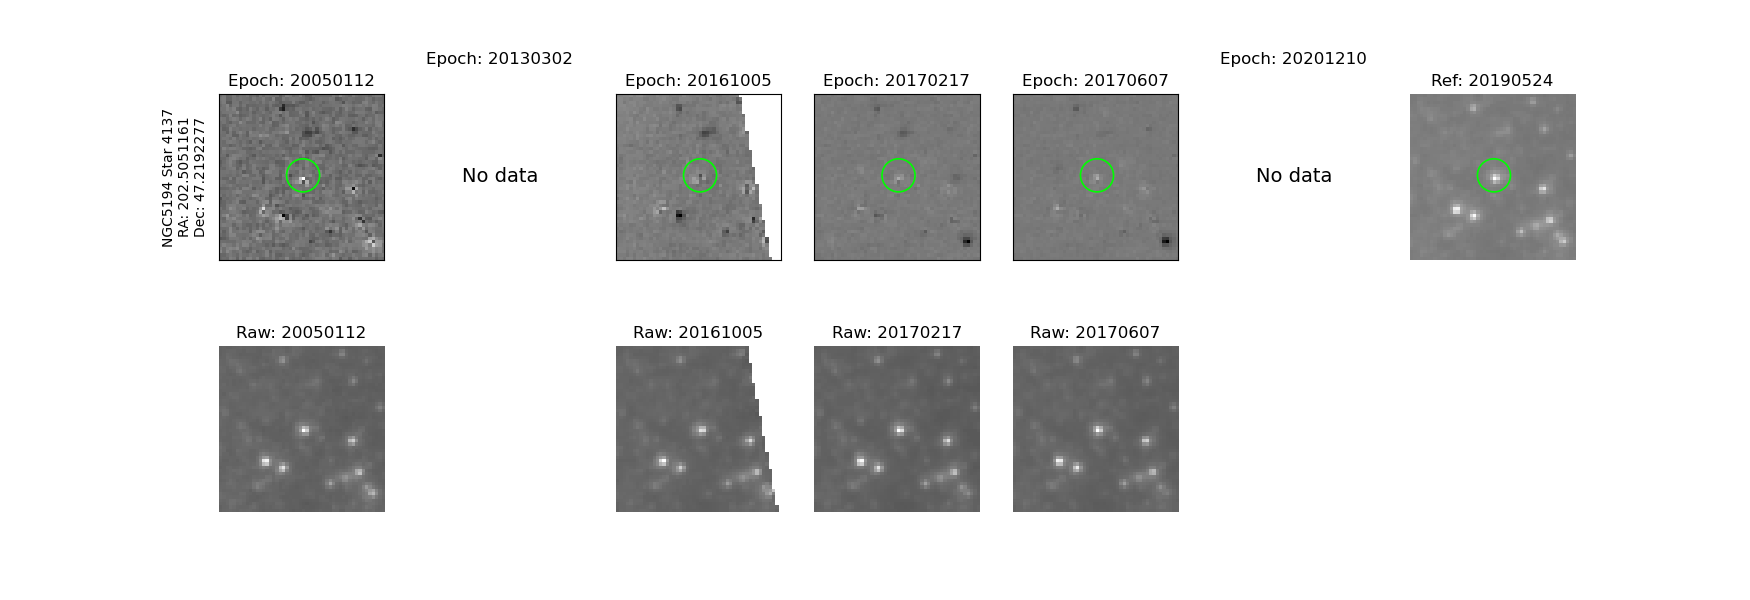 Epoch: 20130302
Epoch: 20201210
Epoch: 20050112
Epoch: 20161005
Epoch: 20170217
Epoch: 20170607
Ref: 20190524
NGC5194 Star 4137
RA: 202.5051161
Dec: 47.2192277
No data
No data
Raw: 20050112
Raw: 20161005
Raw: 20170217
Raw: 20170607